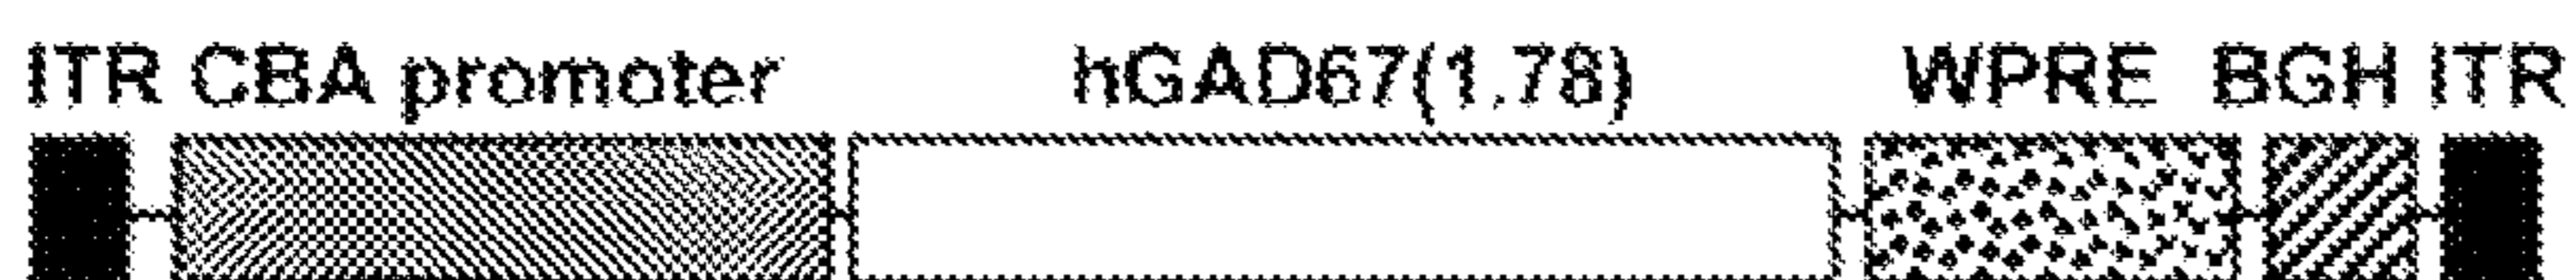 ITR CBA promoter hGAD67(1.78) WPRE BGH ITR